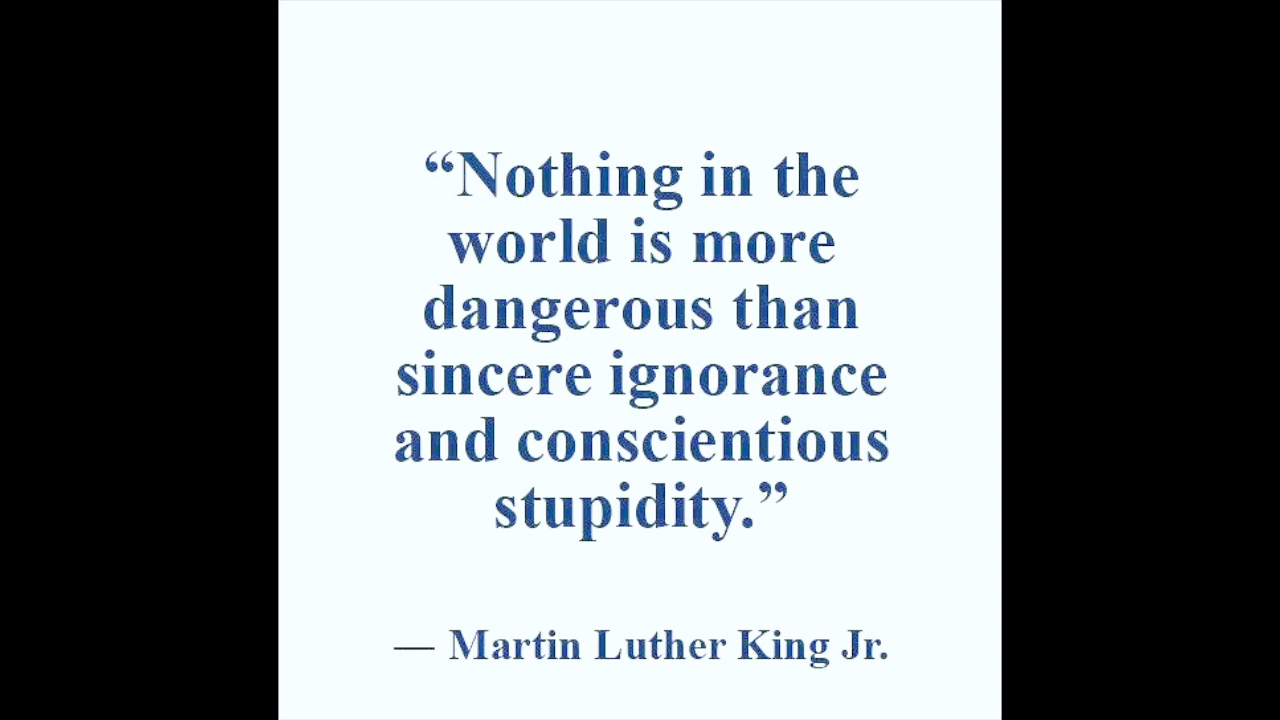 “Nothing in the
world is more
dangerous than
sincere ignorance
and conscientious
stupidity.”
— Martin Luther King Jr.